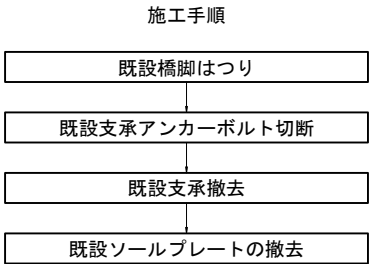 施工手順
既設橋脚はつり
既設支承アンカーボルト切断
既設支承撤去
既設ソールプレートの撤去